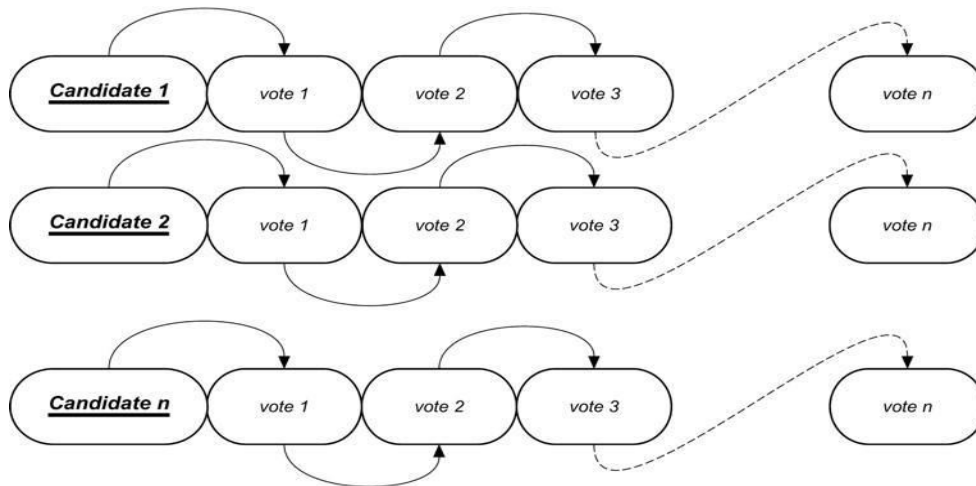 Candidate 1 vote 1 vote 2 vote 3 vote n
Candidate 2 vote 1 vote 2 vote 3 vote n
Candidate n vote 1 vote 2 vote 3 vote n